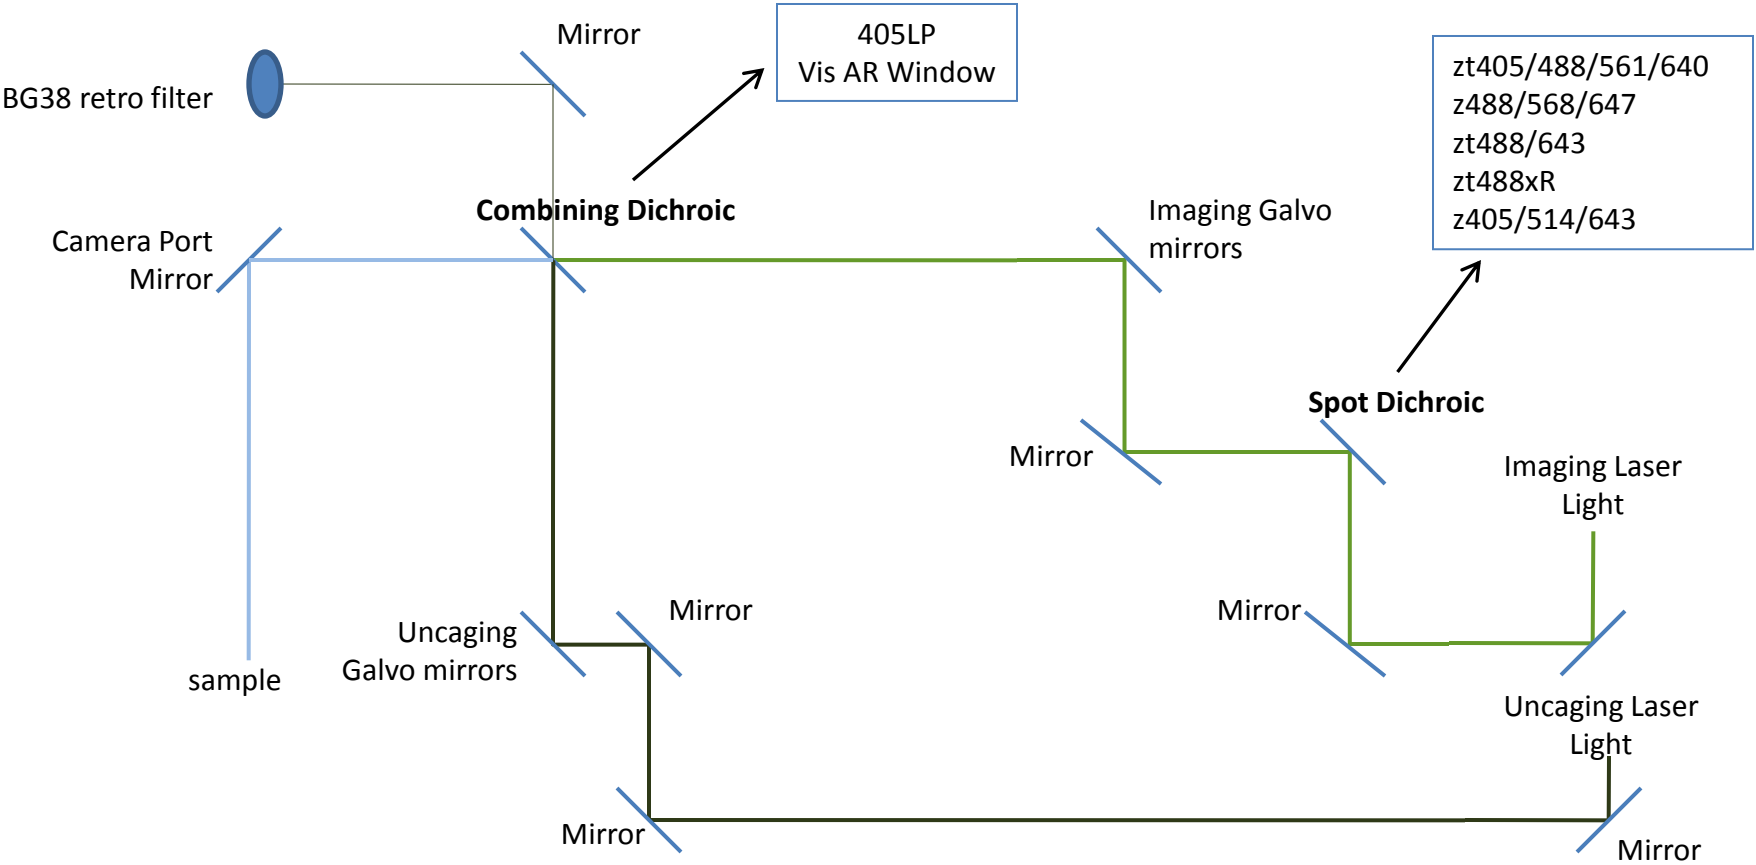 Mirror
405LP
Vis AR Window
BG38 retro filter
zt405/488/561/640
z488/568/647
zt488/643
zt488xR
z405/514/643
Combining Dichroic
Camera Port
Mirror
Imaging Galvo
mirrors
Spot Dichroic
Mirror
Imaging Laser
Light
Mirror
Mirror
Uncaging
Galvo mirrors
sample
Uncaging Laser
Light
Mirror
Mirror